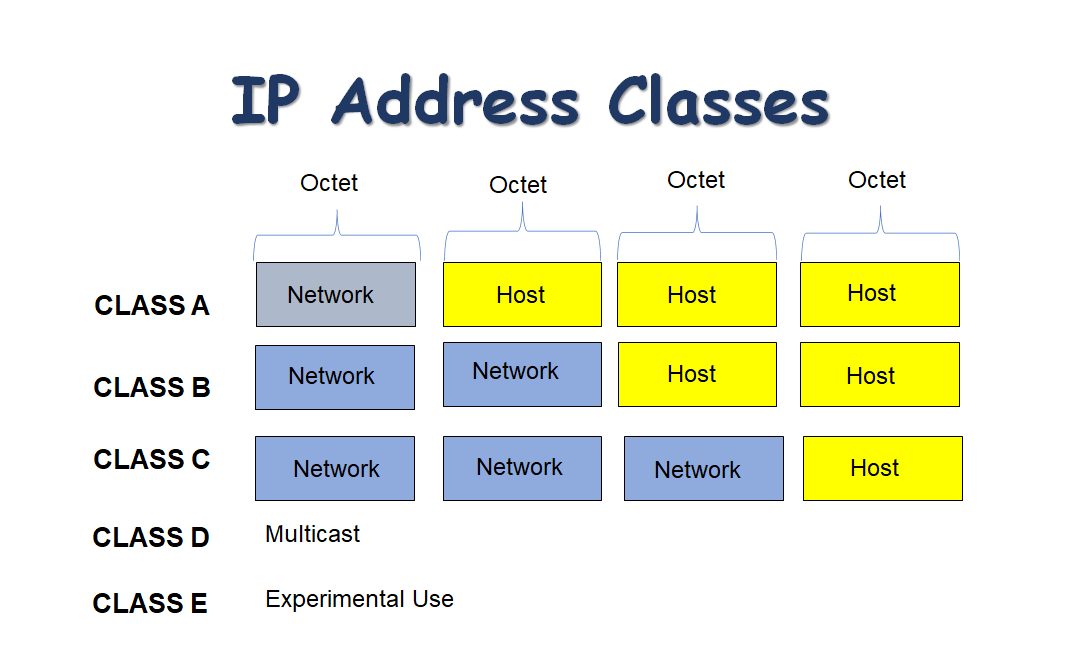 IP Address Classes
Octet Octet Octet Octet
CLASS A Network Host Host Host
CLASS B Network Network Host Host
CLASS C Network Network Network Host
CLASS D Multicast
CLASS E Experimental Use